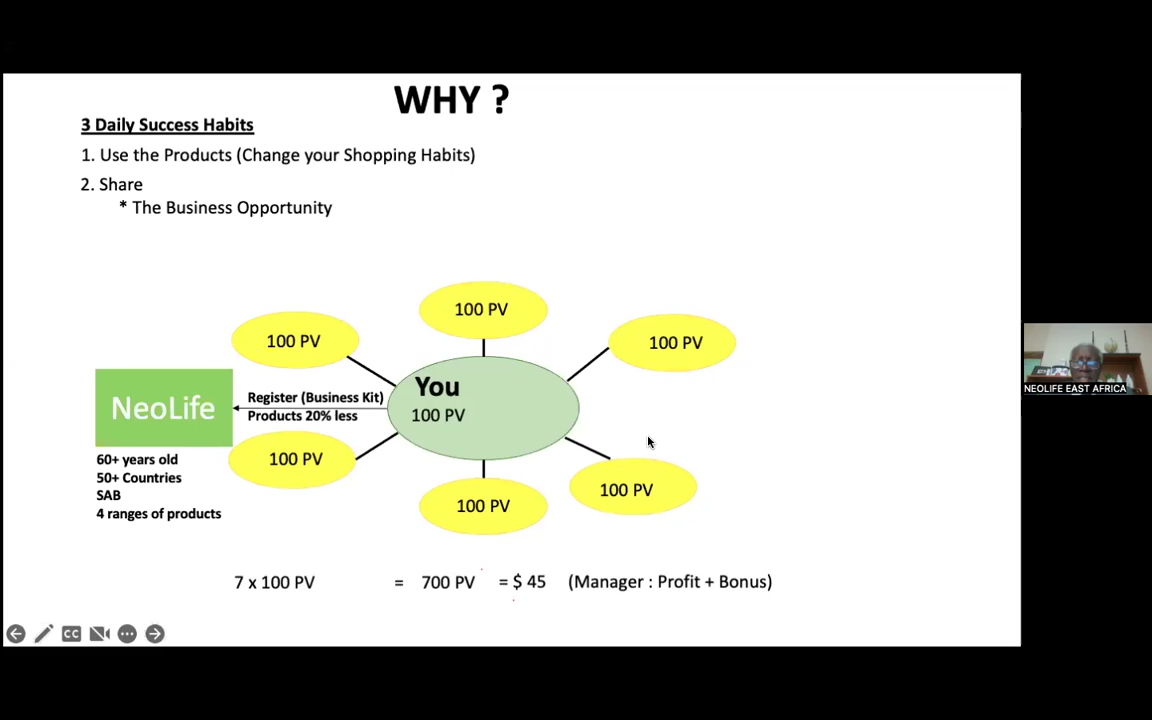 WHY ?
3 Daily Success Habits
1. Use the Products (Change your Shopping Habits)
2. Share
* The Business Opportunity
100 PV
100 PV
100 PV
You
100 PV
NeoLife
Register (Business Kit)
Products 20% less
100 PV
100 PV
100 PV
60+ years old
50+ Countries
SAB
4 ranges of products
7 x 100 PV = 700 PV = $ 45 (Manager : Profit + Bonus)
CC
NEOLIFE EAST AFRICA